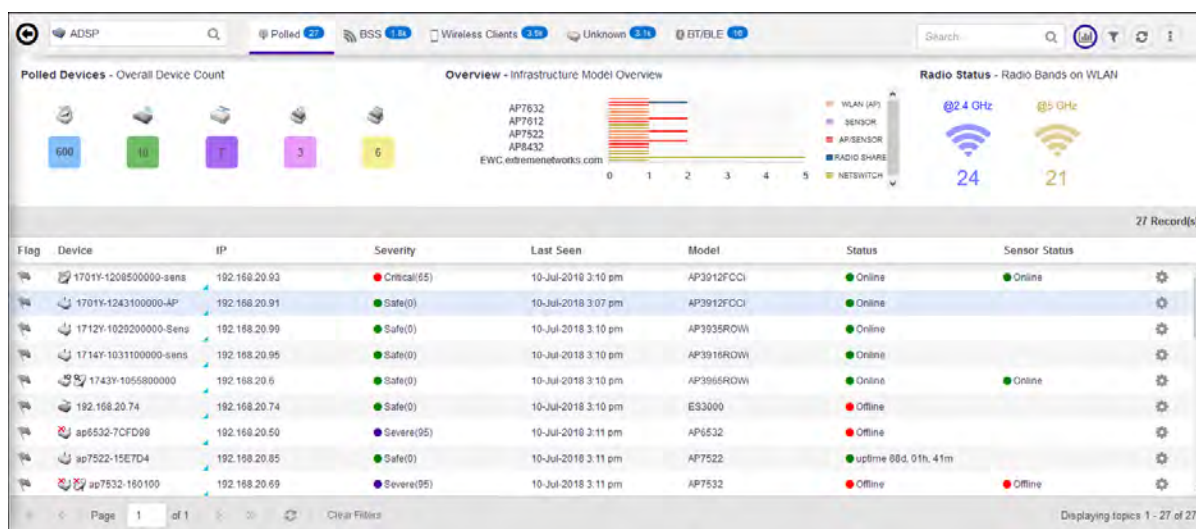 ADSP Polled 27 BSS 1.8k Wireless Clients 3.5k Unknown 3.1k BT/BLE 16 Search...
Polled Devices - Overall Device Count
600 10 7 3 6
Overview - Infrastructure Model Overview
AP7632
AP7612
AP7522
AP8432
EWC.extremenetworks.com
0 1 2 3 4 5
WLAN (AP)
SENSOR
AP/SENSOR
RADIO SHARE
NETSWITCH
Radio Status - Radio Bands on WLAN
@2.4 GHz @5 GHz
24 21
27 Record(s
Flag Device IP Severity Last Seen Model Status Sensor Status
1701Y-1208500000-sens 192.168.20.93 Critical(65) 10-Jul-2018 3:10 pm AP3912FCCi Online Online
1701Y-1243100000-AP 192.168.20.91 Safe(0) 10-Jul-2018 3:07 pm AP3912FCCi Online
1712Y-1029200000-Sens 192.168.20.99 Safe(0) 10-Jul-2018 3:10 pm AP3935ROWi Online
1714Y-1031100000-sens 192.168.20.95 Safe(0) 10-Jul-2018 3:10 pm AP3916ROWi Online
1743Y-1055800000 192.168.20.6 Safe(0) 10-Jul-2018 3:10 pm AP3965ROWi Online Online
192.168.20.74 192.168.20.74 Safe(0) 10-Jul-2018 3:10 pm ES3000 Offline
ap6532-7CFD98 192.168.20.50 Severe(95) 10-Jul-2018 3:11 pm AP6532 Offline
ap7522-15E7D4 192.168.20.85 Safe(0) 10-Jul-2018 3:11 pm AP7522 uptime 68d, 01h, 41m
ap7532-160100 192.168.20.69 Severe(95) 10-Jul-2018 3:11 pm AP7532 Offline Offline
Page 1 of 1 Clear Filters Displaying topics 1 - 27 of 27